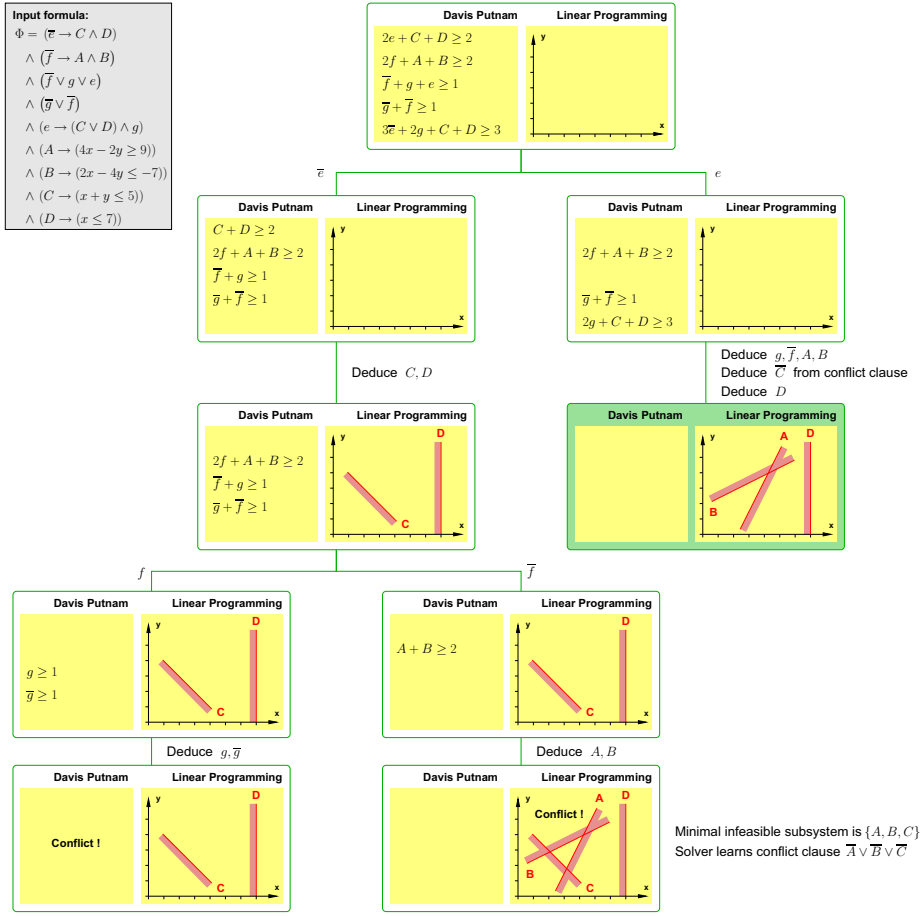 Input formula:
Φ = (e̅ → C ∧ D)
∧ (f̅ → A ∧ B)
∧ (f̅ ∨ g ∨ e)
∧ (g̅ ∨ f̅)
∧ (e → (C ∨ D) ∧ g)
∧ (A → (4x − 2y ≥ 9))
∧ (B → (2x − 4y ≤ −7))
∧ (C → (x + y ≤ 5))
∧ (D → (x ≤ 7))
Davis Putnam Linear Programming
2e + C + D ≥ 2
2f + A + B ≥ 2
f̅ + g + e ≥ 1
g̅ + f̅ ≥ 1
3e̅ + 2g + C + D ≥ 3
y
x
e̅
e
Davis Putnam Linear Programming
C + D ≥ 2
2f + A + B ≥ 2
f̅ + g ≥ 1
g̅ + f̅ ≥ 1
y
x
Davis Putnam Linear Programming
2f + A + B ≥ 2
g̅ + f̅ ≥ 1
2g + C + D ≥ 3
y
x
Deduce C, D
Deduce g, f̅, A, B
Deduce C̅ from conflict clause
Deduce D
Davis Putnam Linear Programming
2f + A + B ≥ 2
f̅ + g ≥ 1
g̅ + f̅ ≥ 1
y
D
C
x
Davis Putnam Linear Programming
y
A
D
B
x
f
f̅
Davis Putnam Linear Programming
g ≥ 1
g̅ ≥ 1
y
D
C
x
Davis Putnam Linear Programming
A + B ≥ 2
y
D
C
x
Deduce g, g̅
Deduce A, B
Davis Putnam Linear Programming
Conflict !
y
D
C
x
Davis Putnam Linear Programming
y
A
D
Conflict !
B
C
x
Minimal infeasible subsystem is {A, B, C}
Solver learns conflict clause A̅ ∨ B̅ ∨ C̅